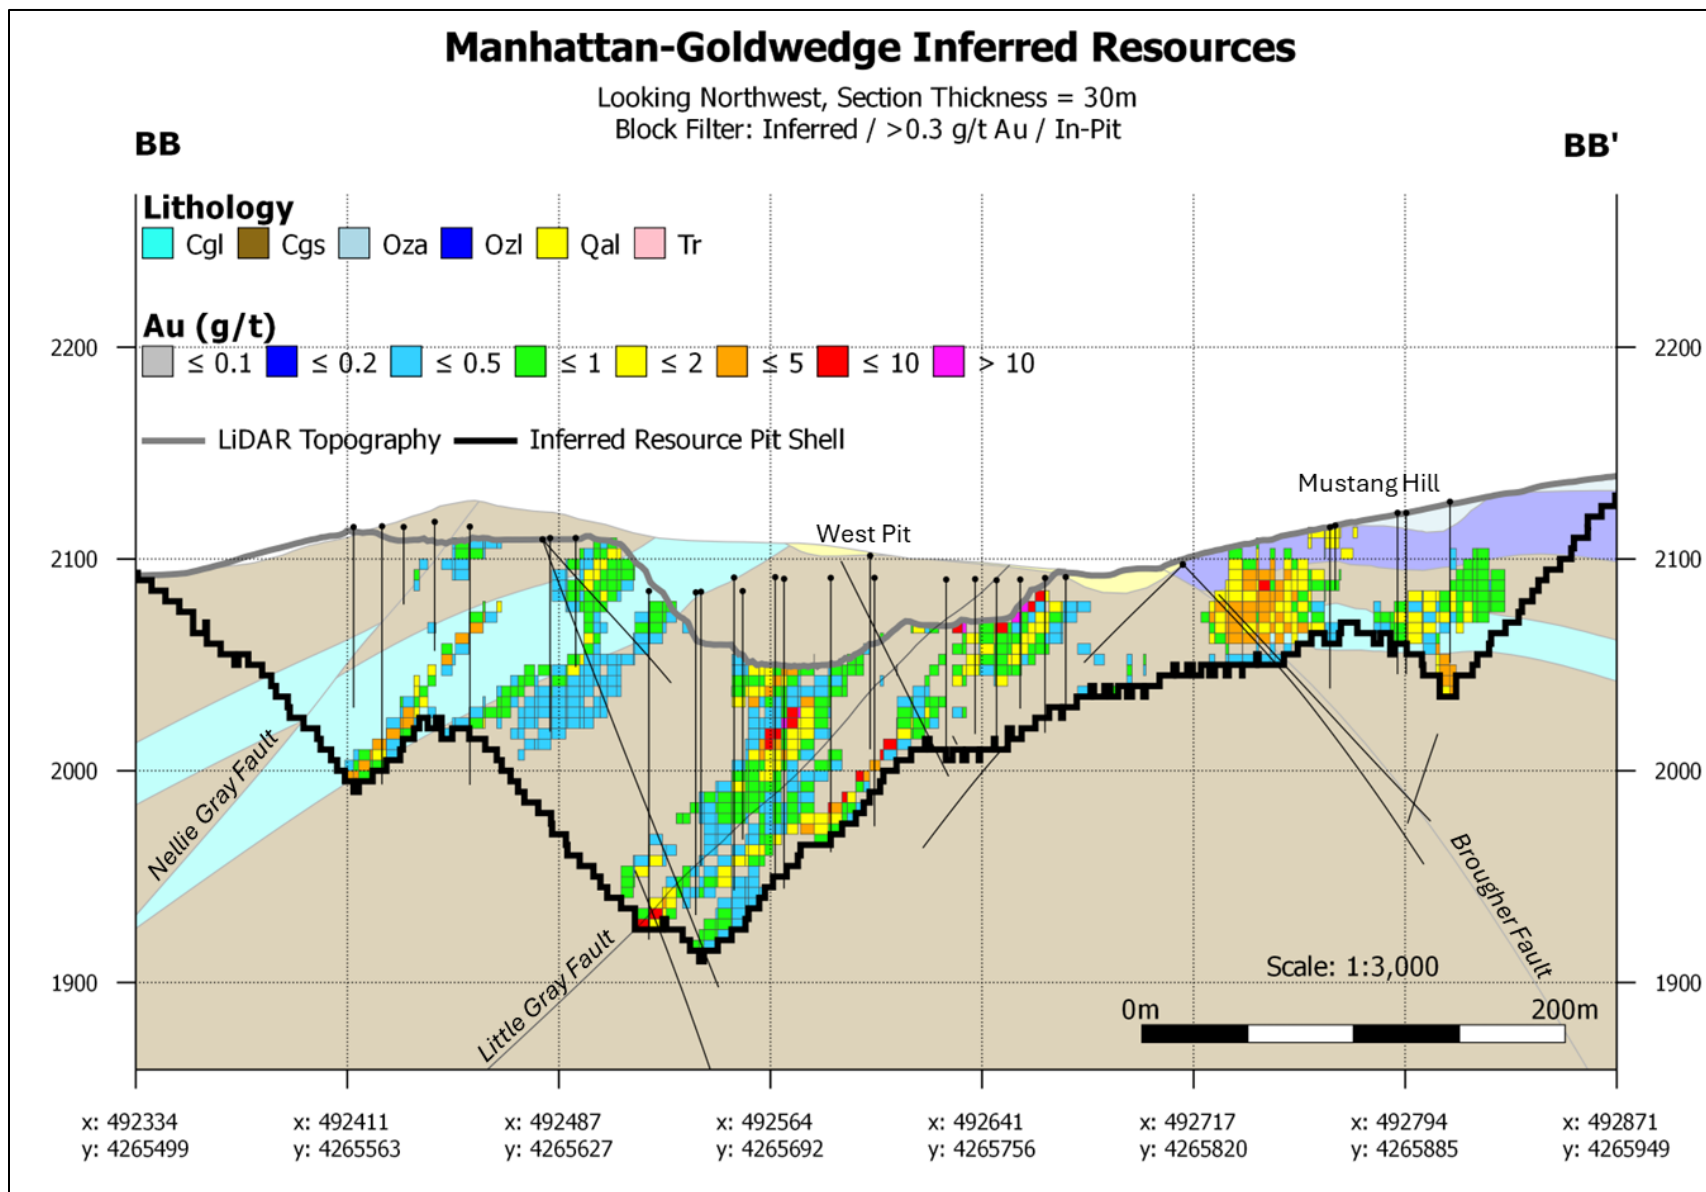 Manhattan-Goldwedge Inferred Resources
Looking Northwest, Section Thickness = 30m
Block Filter: Inferred / >0.3 g/t Au / In-Pit
BB BB'
Lithology
Cgl Cgs Oza Ozl Qal Tr
Au (g/t)
2200 2200
≤ 0.1 ≤ 0.2 ≤ 0.5 ≤ 1 ≤ 2 ≤ 5 ≤ 10 > 10
LiDAR Topography Inferred Resource Pit Shell
Mustang Hill
West Pit
2100 2100
2000 2000
Nellie Gray Fault
Brougher Fault
Little Gray Fault
Scale: 1:3,000
1900 1900
0m 200m
x: 492334 x: 492411 x: 492487 x: 492564 x: 492641 x: 492717 x: 492794 x: 492871
y: 4265499 y: 4265563 y: 4265627 y: 4265692 y: 4265756 y: 4265820 y: 4265885 y: 4265949